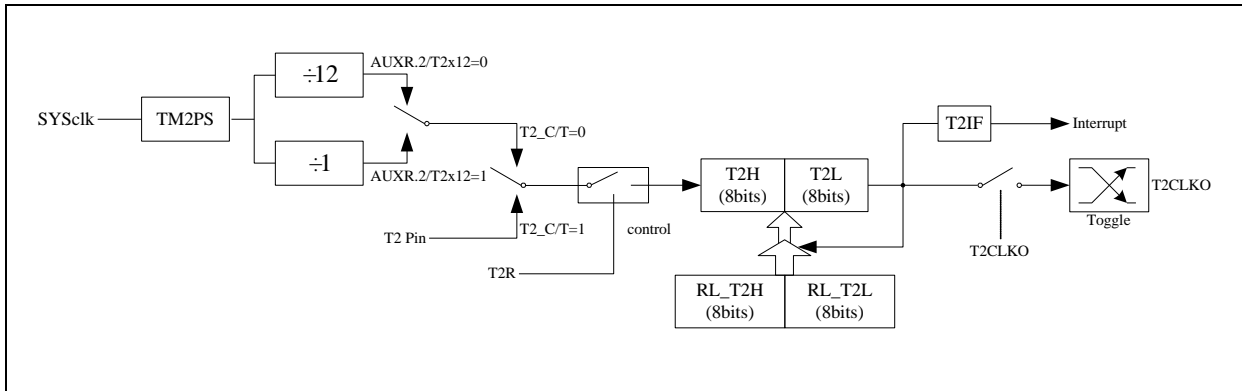 AUXR.2/T2x12=0
÷12
SYSclk
TM2PS
T2_C/T=0
÷1
AUXR.2/T2x12=1
T2 Pin
T2_C/T=1
control
T2R
T2H
(8bits)
T2L
(8bits)
RL_T2H
(8bits)
RL_T2L
(8bits)
T2IF
Interrupt
T2CLKO
Toggle
T2CLKO